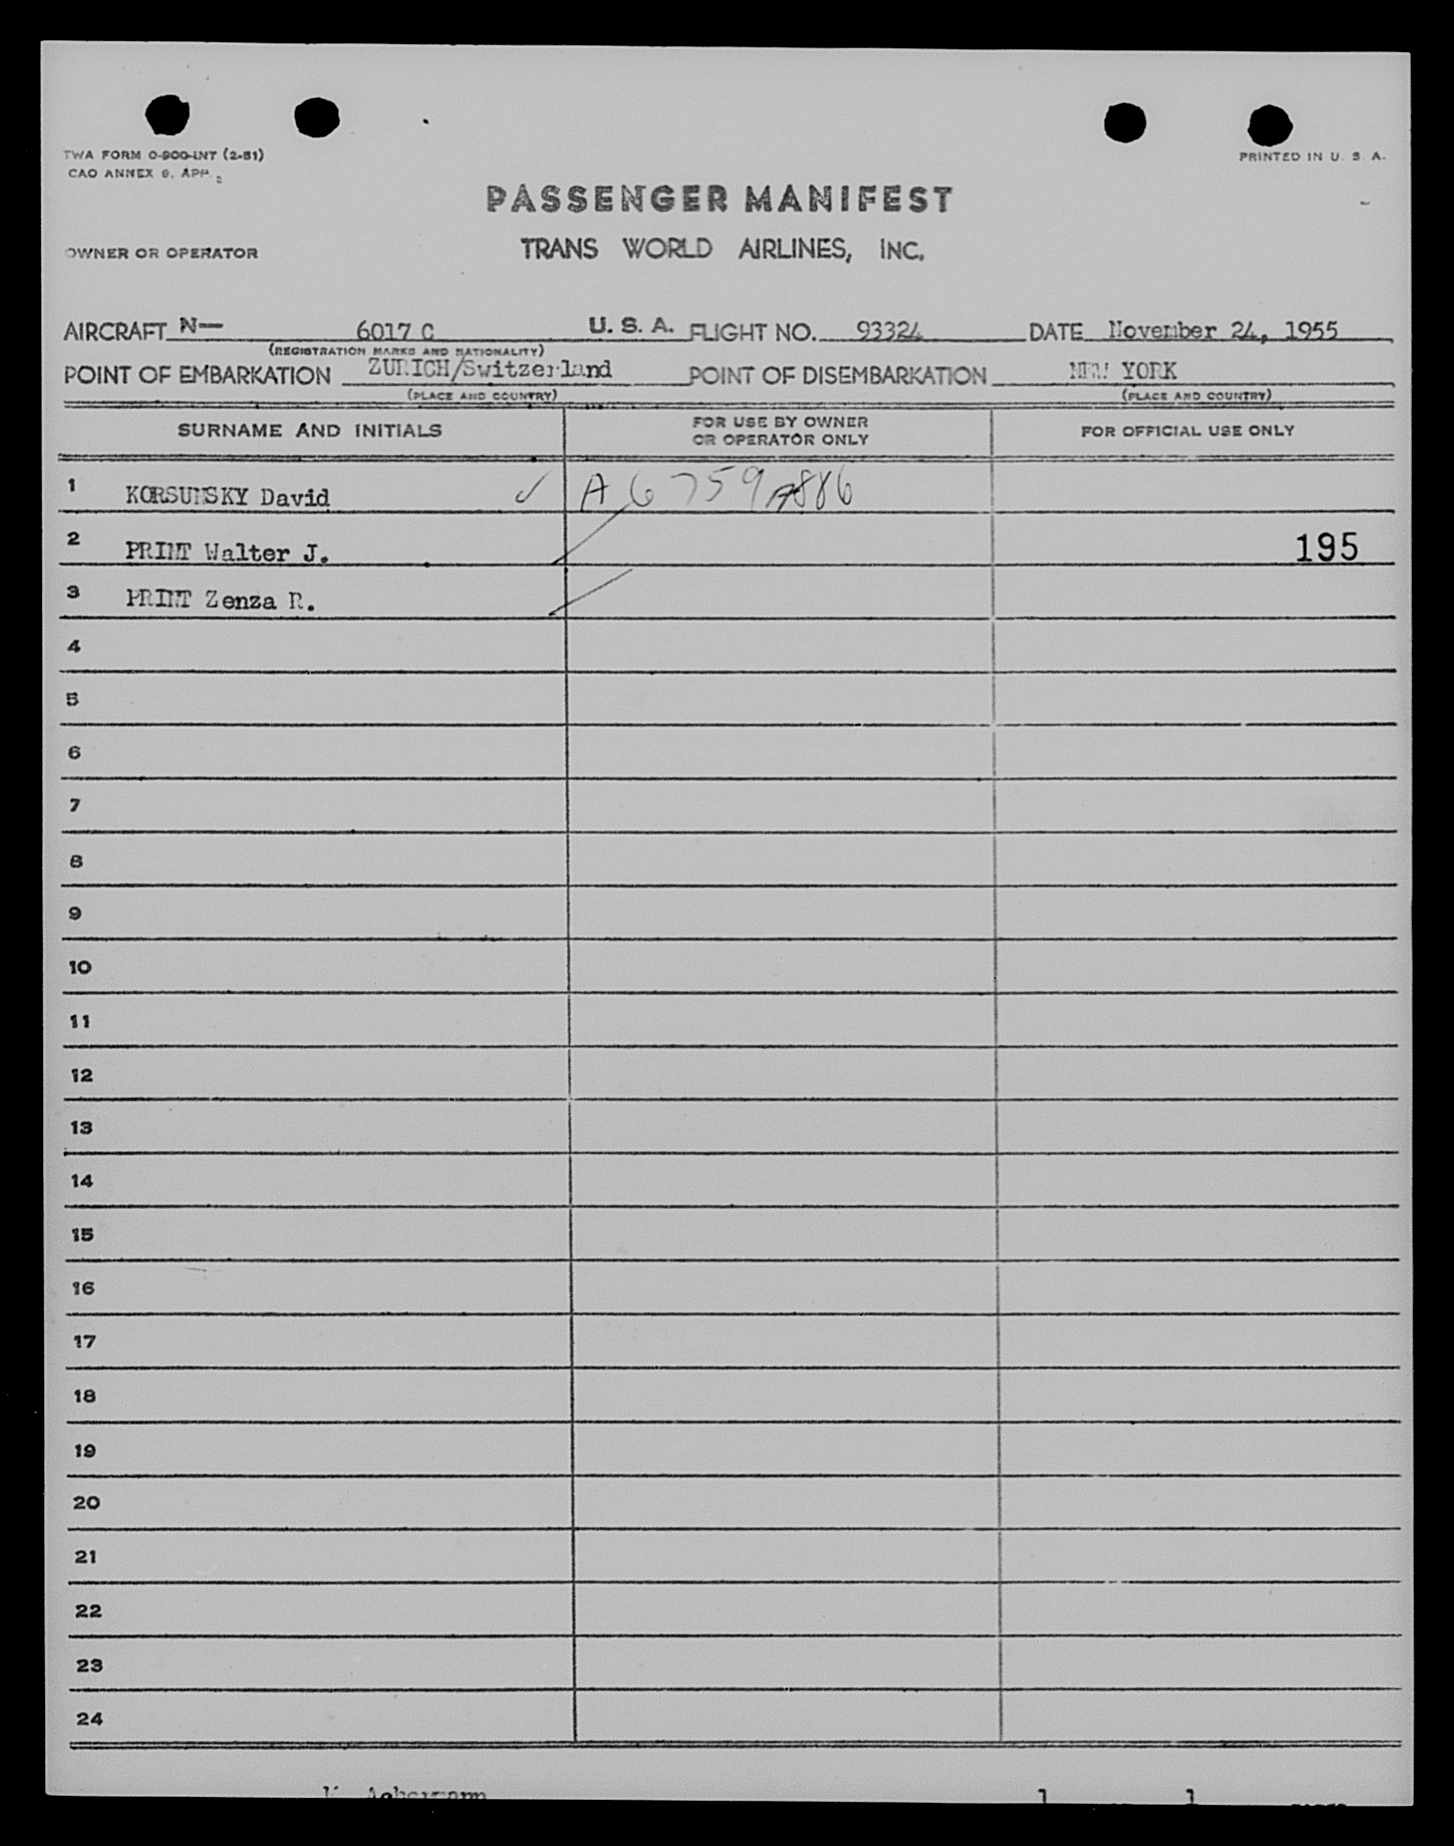 TWA FORM O-900-INT (2-51)
CAO ANNEX 9, APP. 2
PRINTED IN U. S. A.
PASSENGER MANIFEST
OWNER OR OPERATOR TRANS WORLD AIRLINES, INC.
AIRCRAFT N— 6017 C U. S. A. FLIGHT NO. 93324 DATE November 24, 1955
(REGISTRATION MARKS AND NATIONALITY)
POINT OF EMBARKATION ZURICH/Switzerland POINT OF DISEMBARKATION NEW YORK
(PLACE AND COUNTRY) (PLACE AND COUNTRY)
SURNAME AND INITIALS FOR USE BY OWNER OR OPERATOR ONLY FOR OFFICIAL USE ONLY
1 KORSUNSKY David ✓ A6759886
2 PRINT Walter J. 195
3 PRINT Zenza R.
4
5
6
7
8
9
10
11
12
13
14
15
16
17
18
19
20
21
22
23
24
1 1